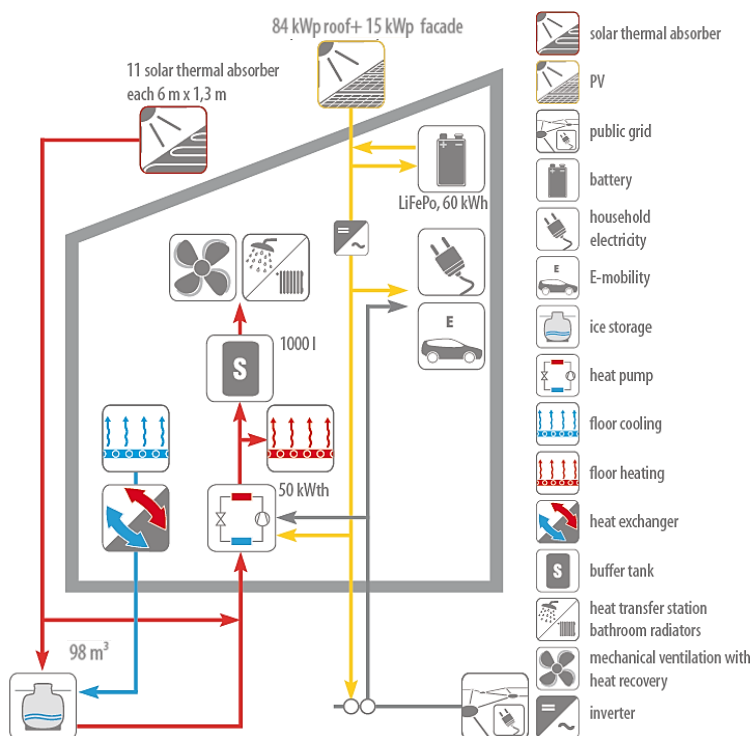 84 kWp roof+ 15 kWp facade
11 solar thermal absorber
each 6 m x 1,3 m
LiFePo, 60 kWh
E
1000 l
S
50 kWth
98 m³
solar thermal absorber
PV
public grid
battery
household
electricity
E
E-mobility
ice storage
heat pump
floor cooling
floor heating
heat exchanger
S
buffer tank
heat transfer station
bathroom radiators
mechanical ventilation with
heat recovery
inverter